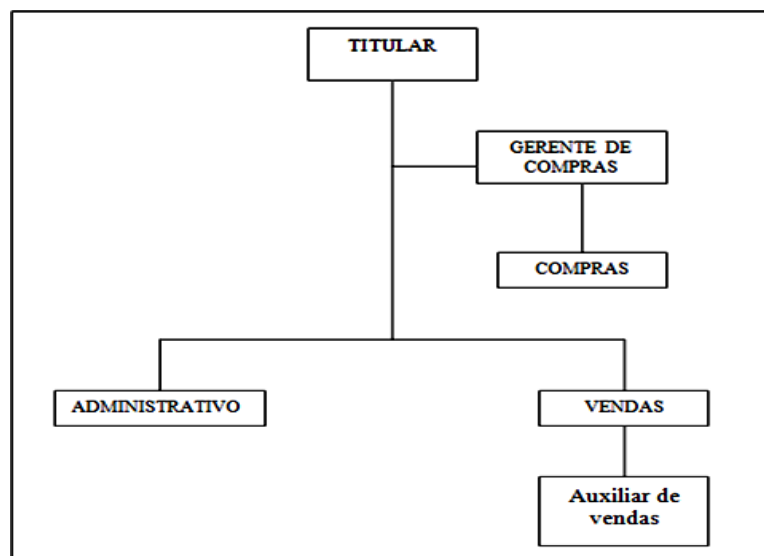 TITULAR
GERENTE DE
COMPRAS
COMPRAS
ADMINISTRATIVO
VENDAS
Auxiliar de
vendas